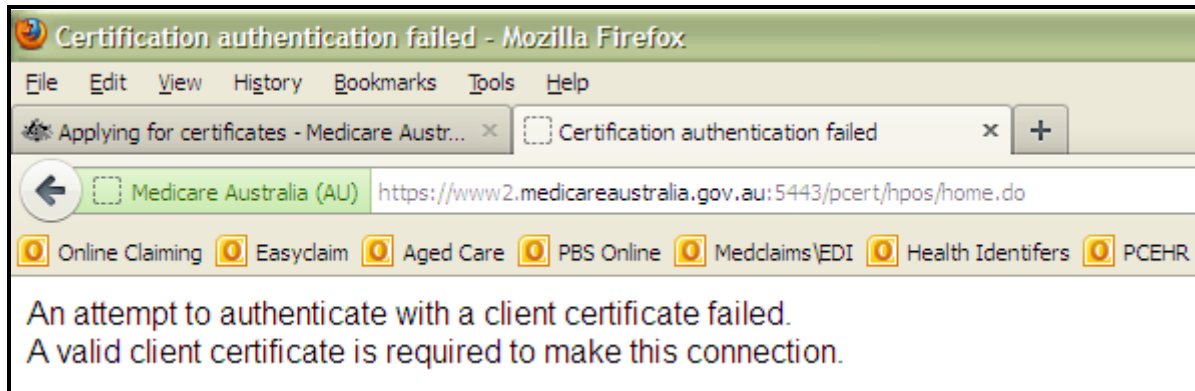 Certification authentication failed - Mozilla Firefox
File Edit View History Bookmarks Tools Help
Applying for certificates - Medicare Austr... × Certification authentication failed × +
Medicare Australia (AU) https://www2.medicareaustralia.gov.au:5443/pcert/hpos/home.do
Online Claiming Easyclaim Aged Care PBS Online Medclaims\EDI Health Identifers PCEHR
An attempt to authenticate with a client certificate failed.
A valid client certificate is required to make this connection.